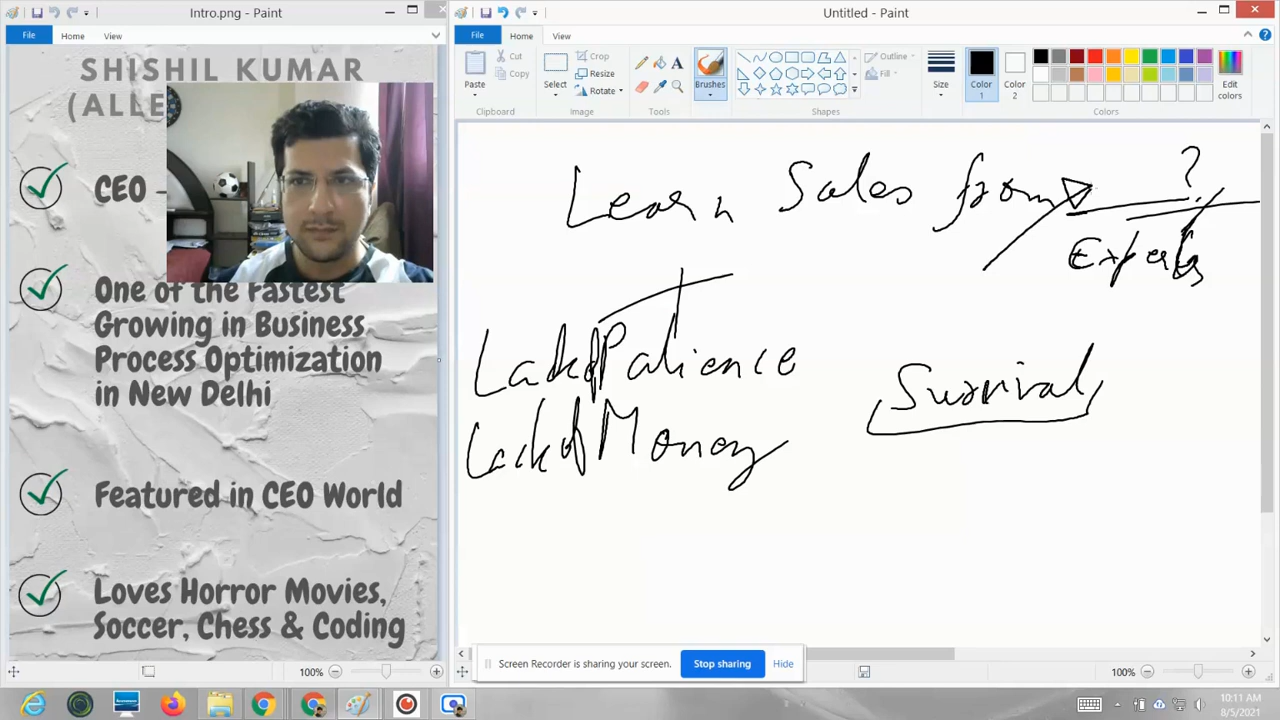 Intro.png - Paint
File Home View
SHISHIL KUMAR
(ALLE
CEO -
One of the Fastest
Growing in Business
Process Optimization
in New Delhi
Featured in CEO World
Loves Horror Movies,
Soccer, Chess & Coding
100%
Untitled - Paint
File Home View
Paste
Cut
Copy
Clipboard
Select
Crop
Resize
Rotate
Image
A
Tools
Brushes
Outline
Fill
Shapes
Size
Color
1
Color
2
Edit
colors
Colors
Learn Sales from ?
Experts
Lack of Patience
Lack of Money
Survival
Screen Recorder is sharing your screen. Stop sharing Hide
100%
10:11 AM
8/5/2021